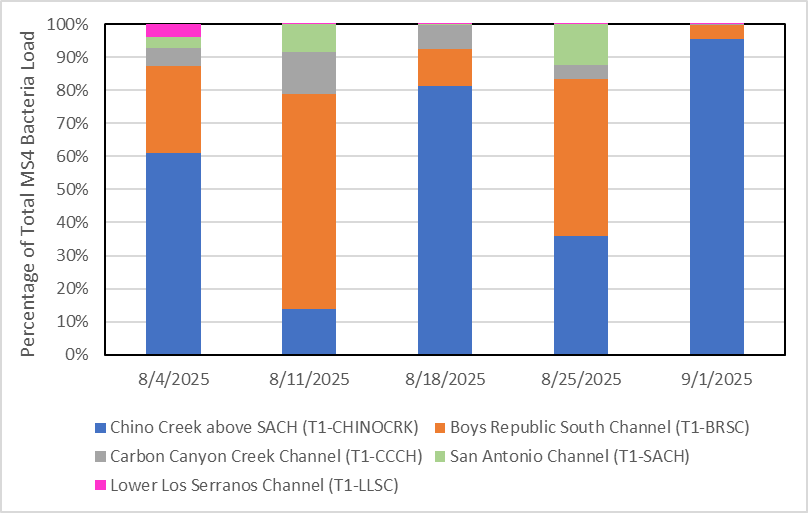 Percentage of Total MS4 Bacteria Load
100%
90%
80%
70%
60%
50%
40%
30%
20%
10%
0%
8/4/2025 8/11/2025 8/18/2025 8/25/2025 9/1/2025
Chino Creek above SACH (T1-CHINOCRK) Boys Republic South Channel (T1-BRSC)
Carbon Canyon Creek Channel (T1-CCCH) San Antonio Channel (T1-SACH)
Lower Los Serranos Channel (T1-LLSC)